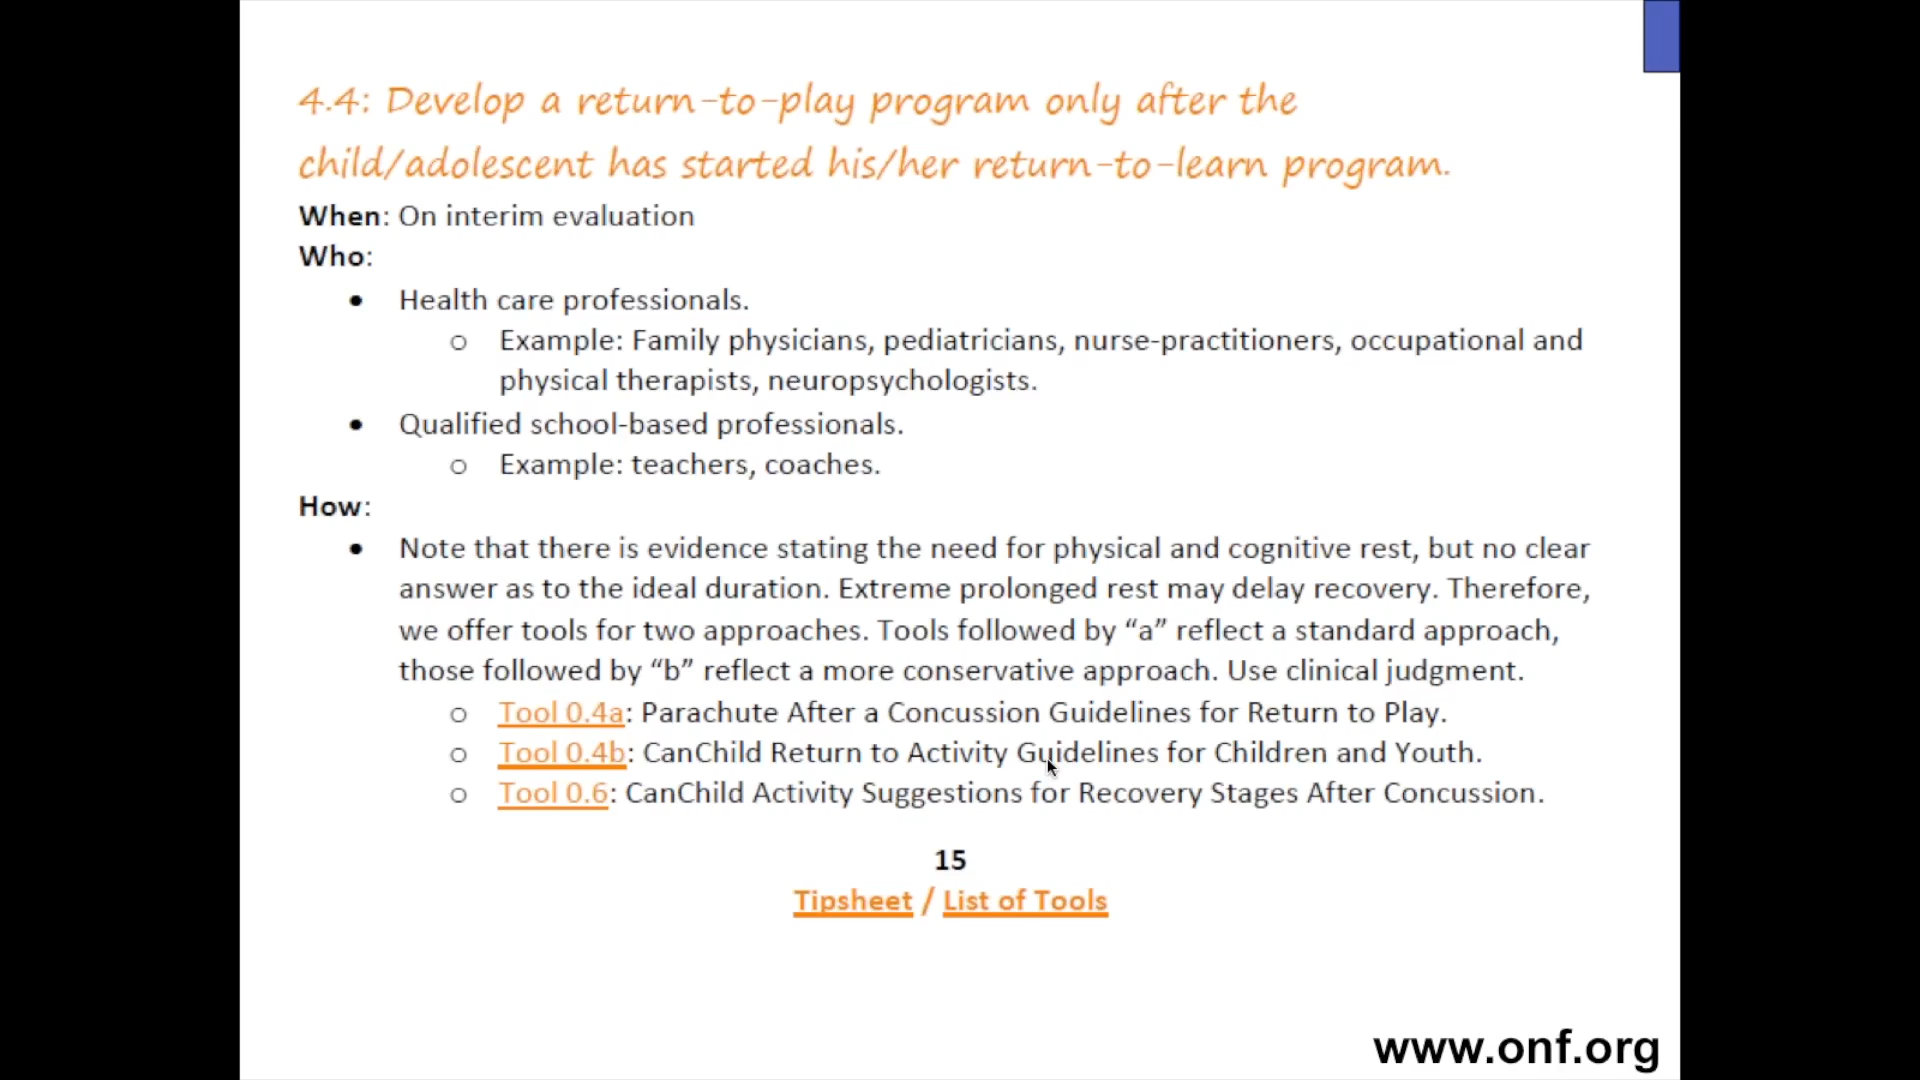 4.4: Develop a return-to-play program only after the
child/adolescent has started his/her return-to-learn program.
When: On interim evaluation
Who:
• Health care professionals.
o Example: Family physicians, pediatricians, nurse-practitioners, occupational and
physical therapists, neuropsychologists.
• Qualified school-based professionals.
o Example: teachers, coaches.
How:
• Note that there is evidence stating the need for physical and cognitive rest, but no clear
answer as to the ideal duration. Extreme prolonged rest may delay recovery. Therefore,
we offer tools for two approaches. Tools followed by “a” reflect a standard approach,
those followed by “b” reflect a more conservative approach. Use clinical judgment.
o Tool 0.4a: Parachute After a Concussion Guidelines for Return to Play.
o Tool 0.4b: CanChild Return to Activity Guidelines for Children and Youth.
o Tool 0.6: CanChild Activity Suggestions for Recovery Stages After Concussion.
15
Tipsheet / List of Tools
www.onf.org